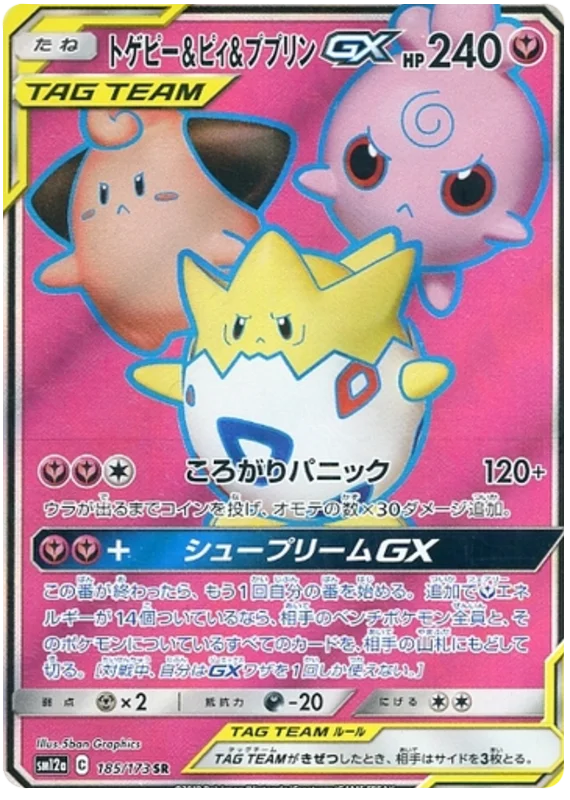 たね トゲピー&ピィ&ププリンGX HP 240
TAG TEAM
ころがりパニック 120+
ウラが出るまでコインを投げ、オモテの数×30ダメージ追加。
+ シュープリームGX
この番が終わったら、もう1回自分の番を始める。追加でエネ
ルギーが14個ついているなら、相手のベンチポケモン全員と、そ
のポケモンについているすべてのカードを、相手の山札にもどして
切る。[対戦中、自分はGXワザを1回しか使えない。]
弱点 ×2 抵抗力 -20 にげる
Illus. 5ban Graphics
TAG TEAM ルール
sm12a C 185/173 SR
TAG TEAMがきぜつしたとき、相手はサイドを3枚とる。